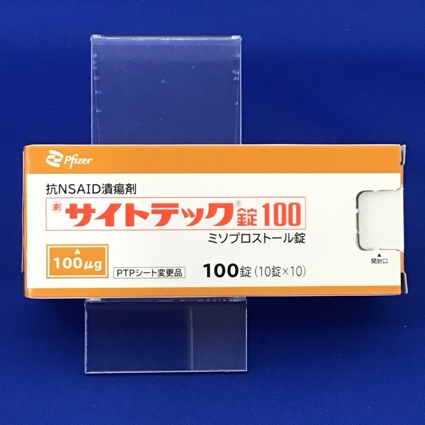 Pfizer
抗NSAID潰瘍剤
劇 サイトテック®錠100
ミソプロストール錠
100μg
PTPシート変更品
100錠(10錠×10)
開封口